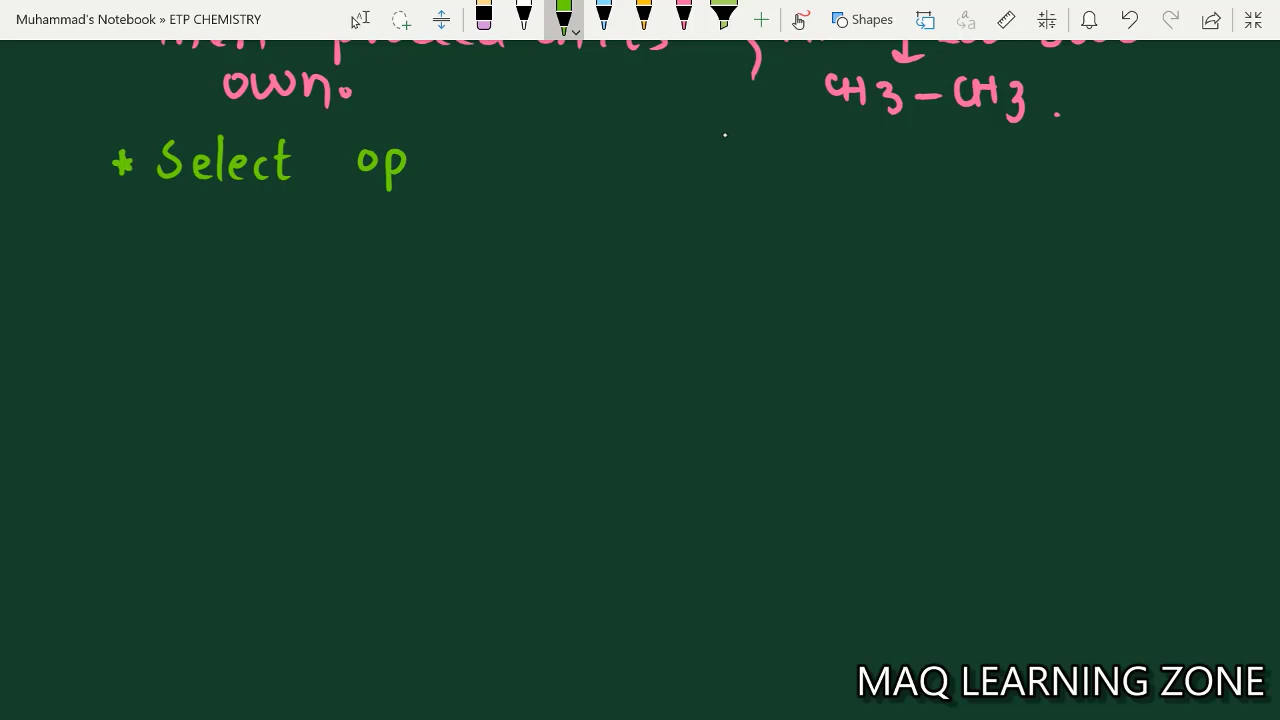 Muhammad's Notebook » ETP CHEMISTRY
Shapes
own.
CH3 – CH3 .
* Select op
MAQ LEARNING ZONE